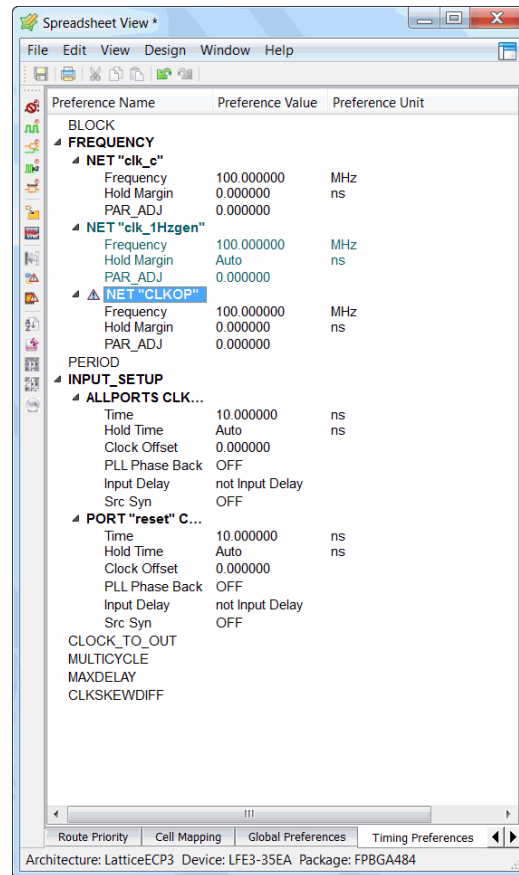 Spreadsheet View *
File Edit View Design Window Help
Preference Name Preference Value Preference Unit
BLOCK
FREQUENCY
NET "clk_c"
Frequency 100.000000 MHz
Hold Margin 0.000000 ns
PAR_ADJ 0.000000
NET "clk_1Hzgen"
Frequency 100.000000 MHz
Hold Margin Auto ns
PAR_ADJ 0.000000
NET "CLKOP"
Frequency 100.000000 MHz
Hold Margin 0.000000 ns
PAR_ADJ 0.000000
PERIOD
INPUT_SETUP
ALLPORTS CLK...
Time 10.000000 ns
Hold Time Auto ns
Clock Offset 0.000000
PLL Phase Back OFF
Input Delay not Input Delay
Src Syn OFF
PORT "reset" C...
Time 10.000000 ns
Hold Time Auto ns
Clock Offset 0.000000
PLL Phase Back OFF
Input Delay not Input Delay
Src Syn OFF
CLOCK_TO_OUT
MULTICYCLE
MAXDELAY
CLKSKEWDIFF
Route Priority Cell Mapping Global Preferences Timing Preferences
Architecture: LatticeECP3 Device: LFE3-35EA Package: FPBGA484